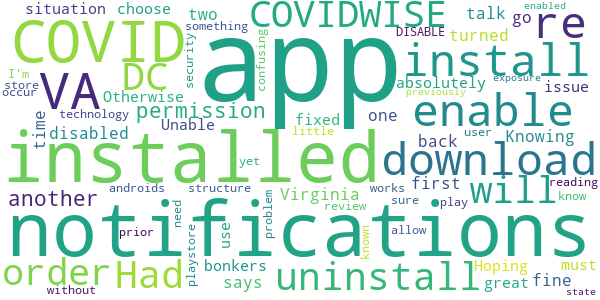 situation choose two something COVIDWISE enabled
I'm COVID DC app talk go DISABLE re
store VA Otherwise security confusing turned install
occur technology permission absolutely issue
time disabled Unable fixed one back enable Knowing user previously exposure
installed little download
another androids structure yet Virginia works first sure play will reading know
notifications
need playstore use problem review known allow
order Had bonkers says uninstall Hoping great fine must
without prior state